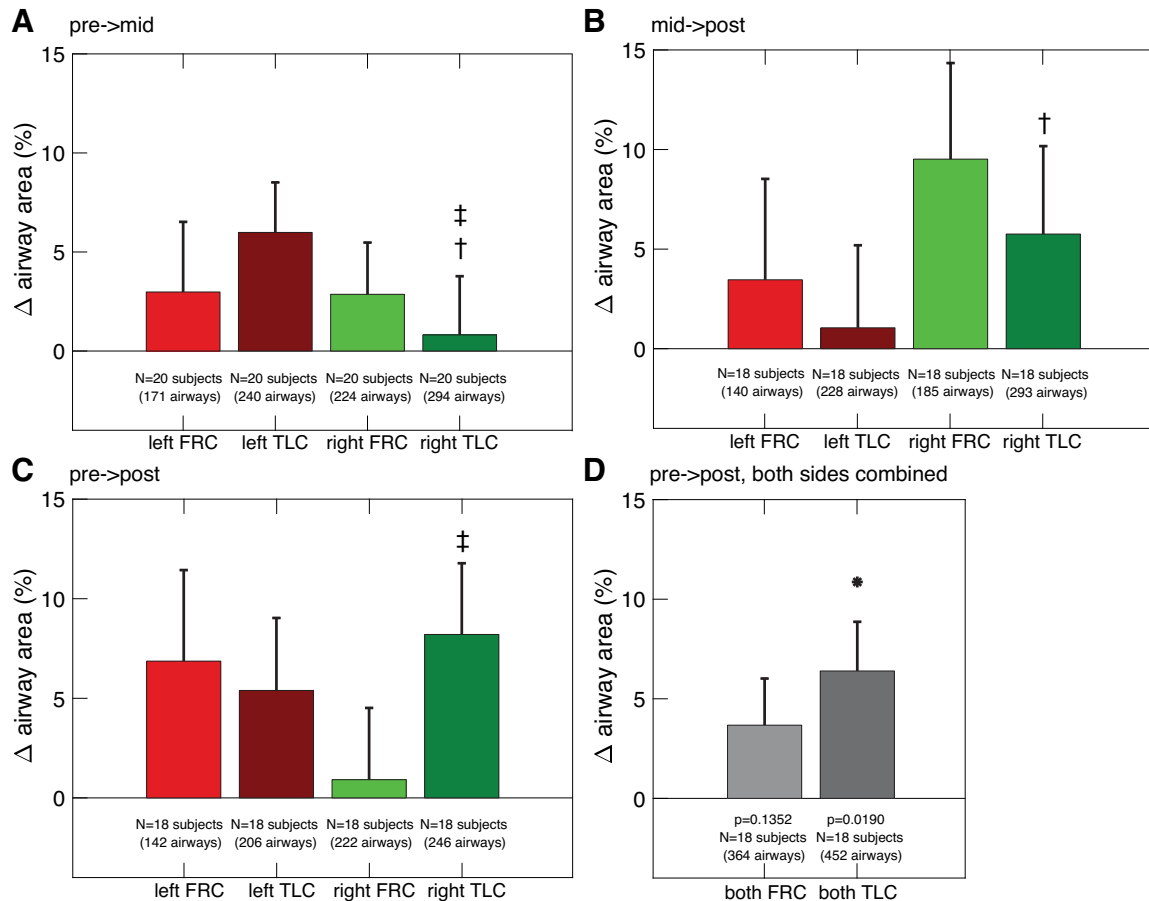 A pre->mid
15
10
5
0
Δ airway area (%)
‡
†
N=20 subjects N=20 subjects N=20 subjects N=20 subjects
(171 airways) (240 airways) (224 airways) (294 airways)
left FRC left TLC right FRC right TLC
B mid->post
15
10
5
0
Δ airway area (%)
†
N=18 subjects N=18 subjects N=18 subjects N=18 subjects
(140 airways) (228 airways) (185 airways) (293 airways)
left FRC left TLC right FRC right TLC
C pre->post
15
10
5
0
Δ airway area (%)
‡
N=18 subjects N=18 subjects N=18 subjects N=18 subjects
(142 airways) (206 airways) (222 airways) (246 airways)
left FRC left TLC right FRC right TLC
D pre->post, both sides combined
15
10
5
0
Δ airway area (%)
*
p=0.1352 p=0.0190
N=18 subjects N=18 subjects
(364 airways) (452 airways)
both FRC both TLC